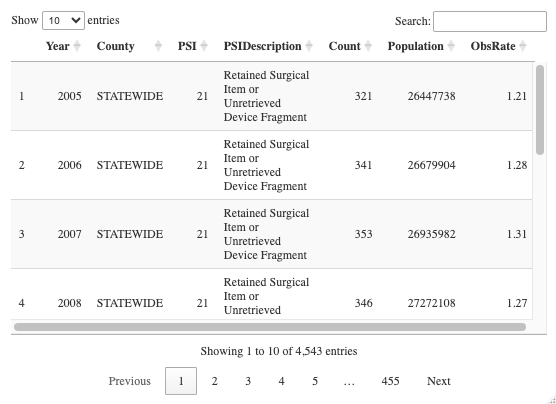 Show 10 entries Search:
Year County PSI PSIDescription Count Population ObsRate
1 2005 STATEWIDE 21 Retained Surgical Item or Unretrieved Device Fragment 321 26447738 1.21
2 2006 STATEWIDE 21 Retained Surgical Item or Unretrieved Device Fragment 341 26679904 1.28
3 2007 STATEWIDE 21 Retained Surgical Item or Unretrieved Device Fragment 353 26935982 1.31
4 2008 STATEWIDE 21 Retained Surgical Item or Unretrieved 346 27272108 1.27
Showing 1 to 10 of 4,543 entries
Previous 1 2 3 4 5 … 455 Next